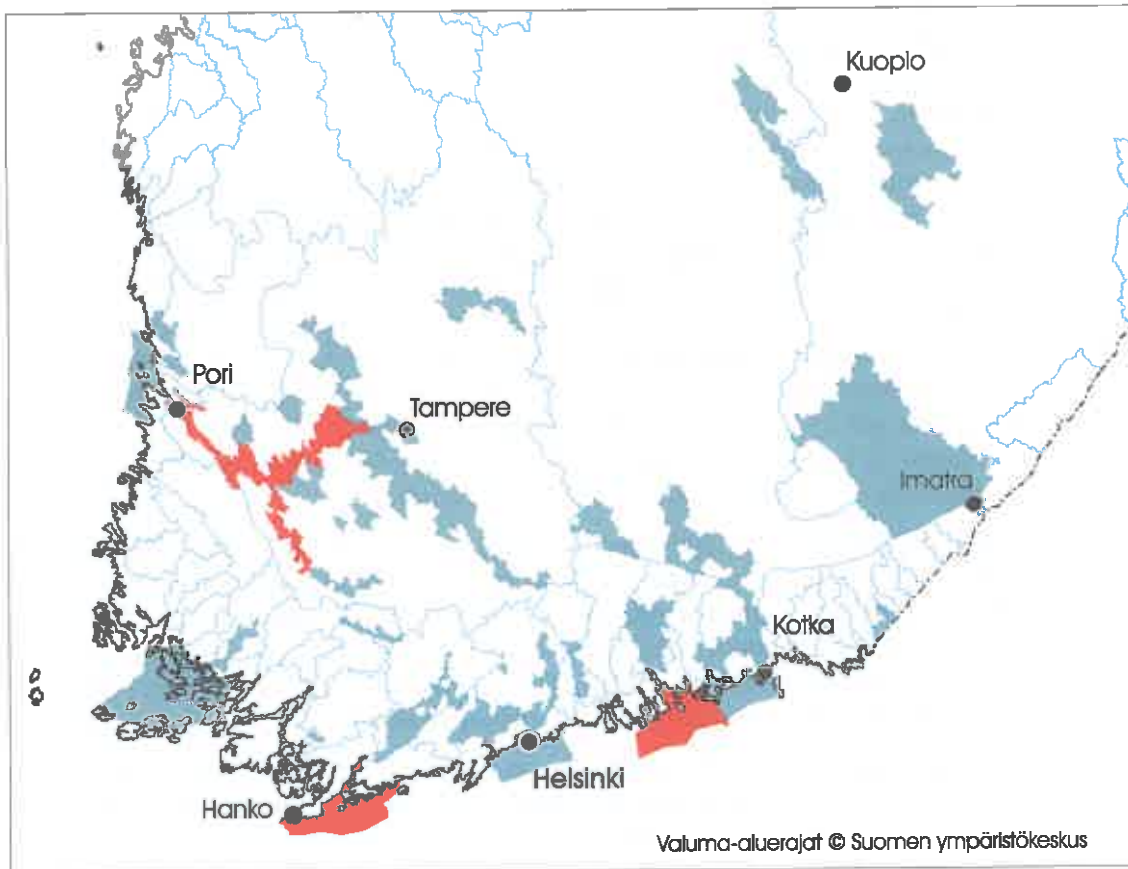 Kuopio
Pori
Tampere
Imatra
Kotka
Helsinki
Hanko
Valuma-aluerajat © Suomen ympäristökeskus